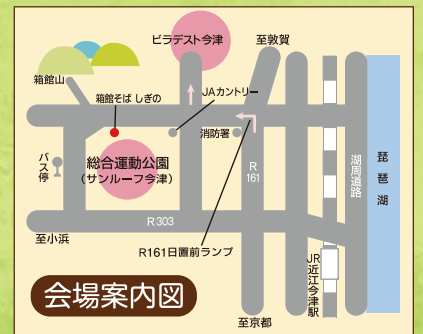 ビラデスト今津
至敦賀
箱館山
箱館そば しぎの
JAカントリー
消防署
バス停
総合運動公園
(サンルーフ今津)
R161
湖周道路
琵琶湖
R303
至小浜
R161日置前ランプ
JR近江今津駅
会場案内図
至京都